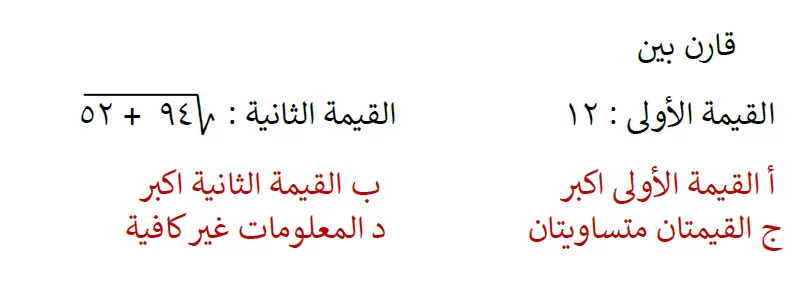 قارن بين
القيمة الأولى : ١٢ القيمة الثانية : √٩٤ + ٥٢
أ القيمة الأولى اكبر ب القيمة الثانية اكبر
ج القيمتان متساويتان د المعلومات غير كافية